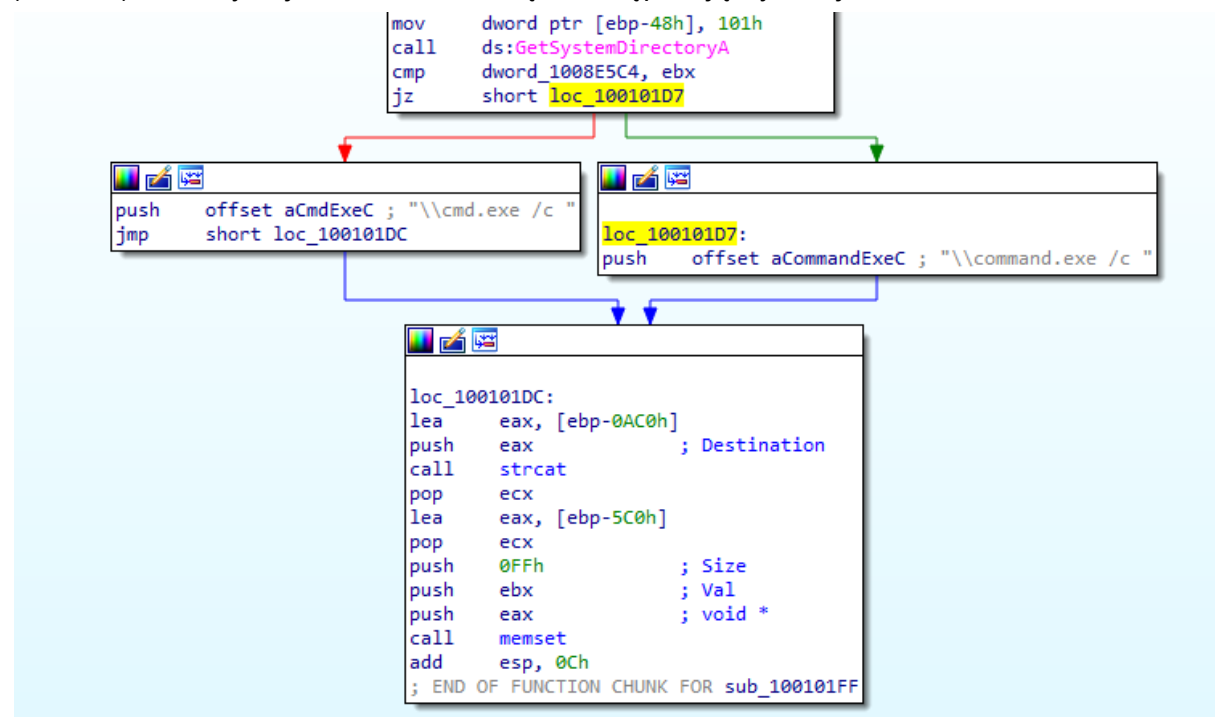 mov dword ptr [ebp-48h], 101h
call ds:GetSystemDirectoryA
cmp dword_1008E5C4, ebx
jz short loc_100101D7
push offset aCmdExeC ; "\\cmd.exe /c "
jmp short loc_100101DC
loc_100101D7:
push offset aCommandExeC ; "\\command.exe /c "
loc_100101DC:
lea eax, [ebp-0AC0h]
push eax ; Destination
call strcat
pop ecx
lea eax, [ebp-5C0h]
pop ecx
push 0FFh ; Size
push ebx ; Val
push eax ; void *
call memset
add esp, 0Ch
; END OF FUNCTION CHUNK FOR sub_100101FF